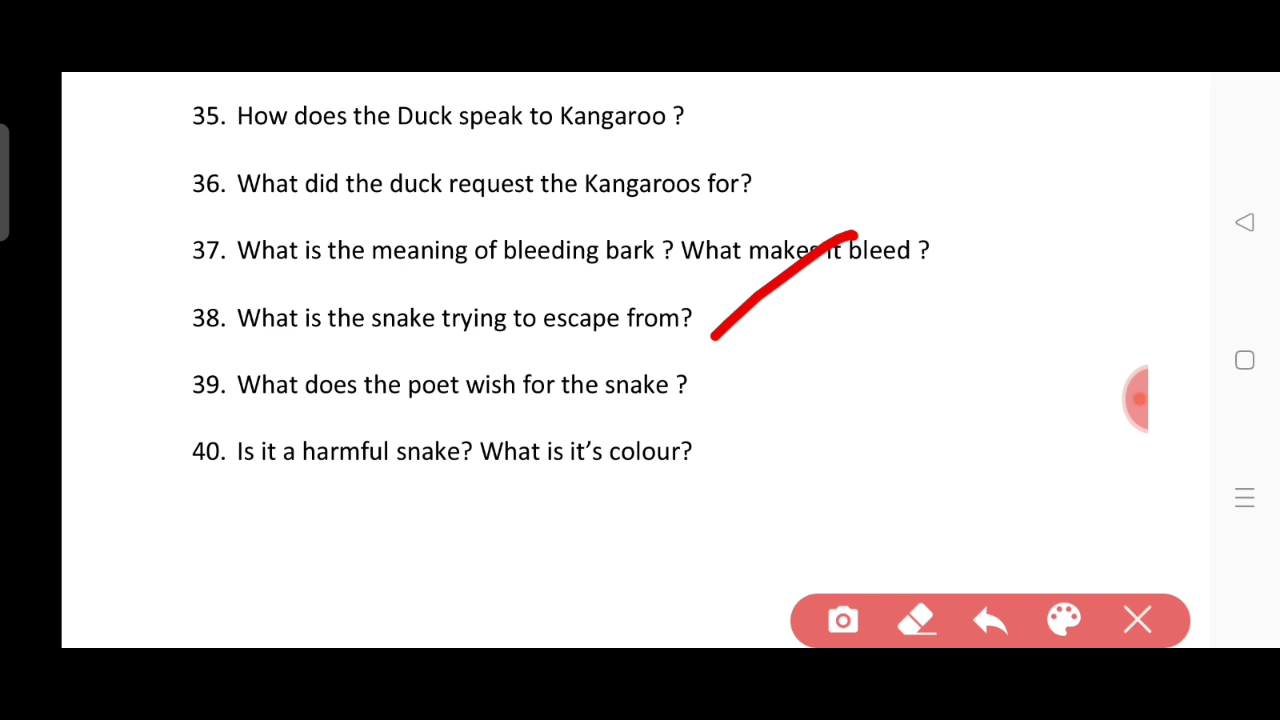 35. How does the Duck speak to Kangaroo ?
36. What did the duck request the Kangaroos for?
37. What is the meaning of bleeding bark ? What makes it bleed ?
38. What is the snake trying to escape from?
39. What does the poet wish for the snake ?
40. Is it a harmful snake? What is it’s colour?